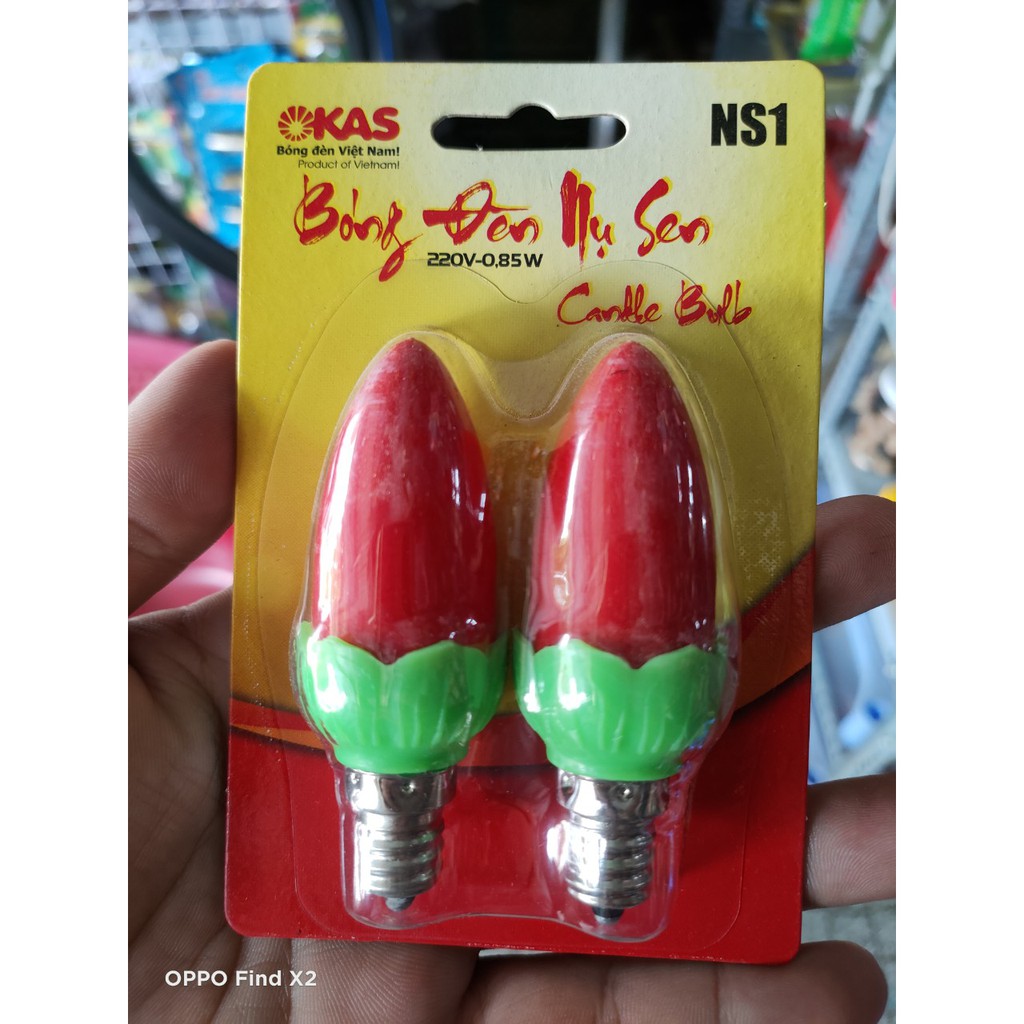 KAS
NS1
Bóng đèn Việt Nam!
Product of Vietnam!
Bóng Đèn Nụ Sen
220V-0,85W
Candle Bulb
OPPO Find X2